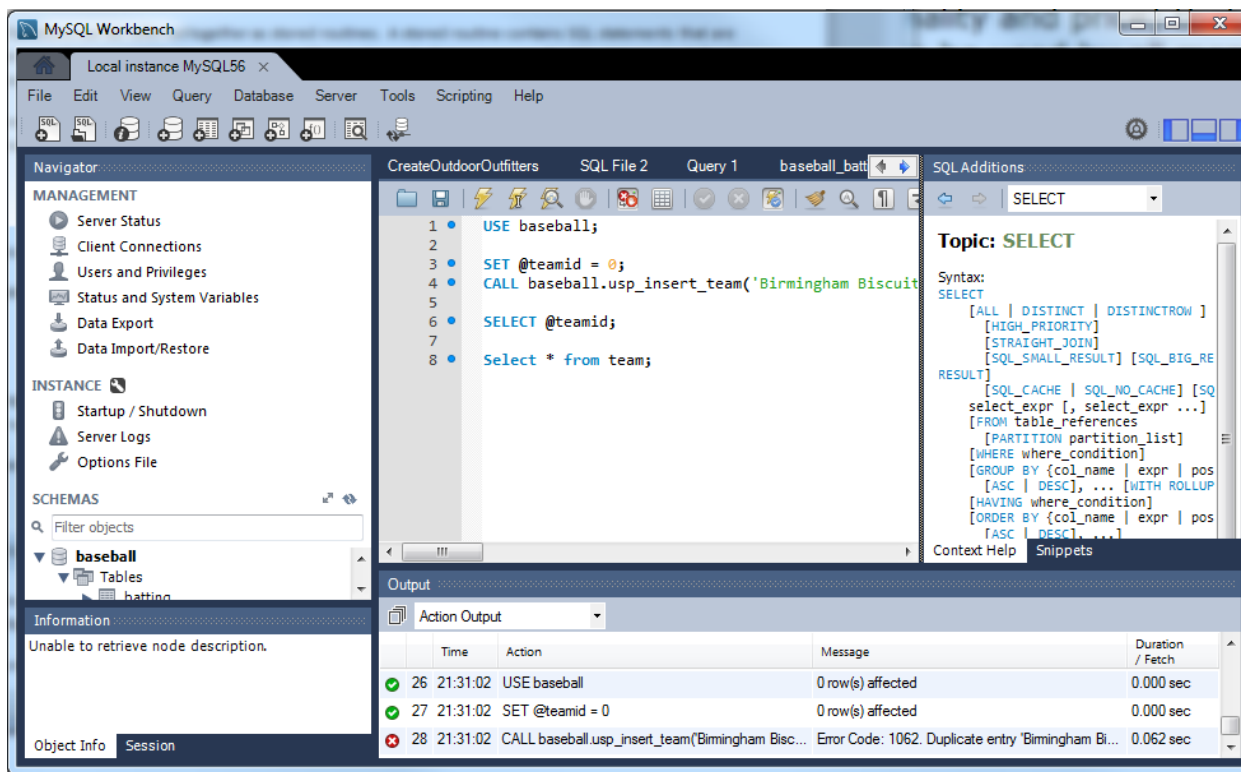 MySQL Workbench
Local instance MySQL56
File Edit View Query Database Server Tools Scripting Help
Navigator
MANAGEMENT
Server Status
Client Connections
Users and Privileges
Status and System Variables
Data Export
Data Import/Restore
INSTANCE
Startup / Shutdown
Server Logs
Options File
SCHEMAS
Filter objects
baseball
Tables
batting
Information
Unable to retrieve node description.
Object Info Session
CreateOutdoorOutfitters SQL File 2 Query 1 baseball_batt
1 USE baseball;
2
3 SET @teamid = 0;
4 CALL baseball.usp_insert_team('Birmingham Biscuit
5
6 SELECT @teamid;
7
8 Select * from team;
SQL Additions
SELECT
Topic: SELECT
Syntax:
SELECT
[ALL | DISTINCT | DISTINCTROW ]
[HIGH_PRIORITY]
[STRAIGHT_JOIN]
[SQL_SMALL_RESULT] [SQL_BIG_RE
RESULT]
[SQL_CACHE | SQL_NO_CACHE] [SQ
select_expr [, select_expr ...]
[FROM table_references
[PARTITION partition_list]
[WHERE where_condition]
[GROUP BY {col_name | expr | pos
[ASC | DESC], ... [WITH ROLLUP
[HAVING where_condition]
[ORDER BY {col_name | expr | pos
[ASC | DESC], ...]
Context Help Snippets
Output
Action Output
Time Action Message Duration / Fetch
26 21:31:02 USE baseball 0 row(s) affected 0.000 sec
27 21:31:02 SET @teamid = 0 0 row(s) affected 0.000 sec
28 21:31:02 CALL baseball.usp_insert_team('Birmingham Bisc... Error Code: 1062. Duplicate entry 'Birmingham Bi... 0.062 sec